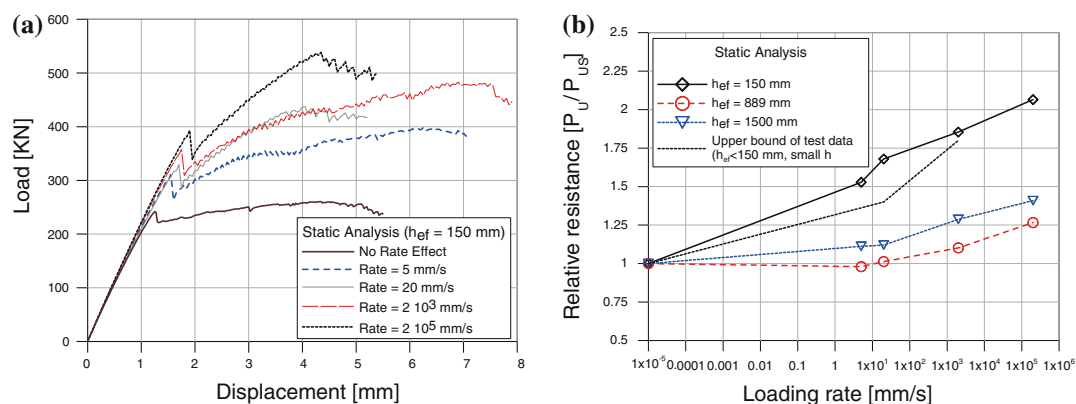 (a)
600
500
400
300
200
100
0
Load [KN]
0 1 2 3 4 5 6 7 8
Displacement [mm]
Static Analysis (hef = 150 mm)
No Rate Effect
Rate = 5 mm/s
Rate = 20 mm/s
Rate = 2 10³ mm/s
Rate = 2 10⁵ mm/s
(b)
2.5
2.25
2
1.75
1.5
1.25
1
0.75
0.5
Relative resistance [PU/ PUS]
Static Analysis
hef = 150 mm
hef = 889 mm
hef = 1500 mm
Upper bound of test data
(hef<150 mm, small h
1x10⁻⁵ 0.0001 0.001 0.01 0.1 1 1x10¹ 1x10² 1x10³ 1x10⁴ 1x10⁵ 1x10⁶
Loading rate [mm/s]